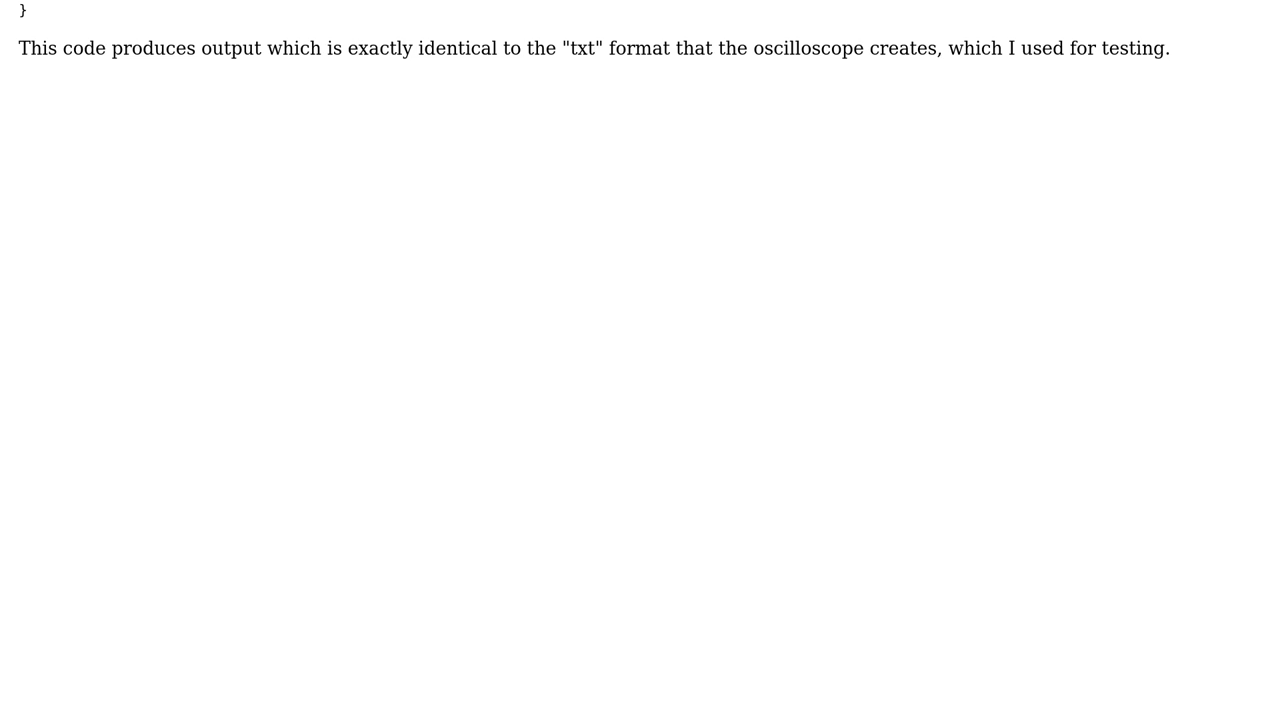 }
This code produces output which is exactly identical to the "txt" format that the oscilloscope creates, which I used for testing.